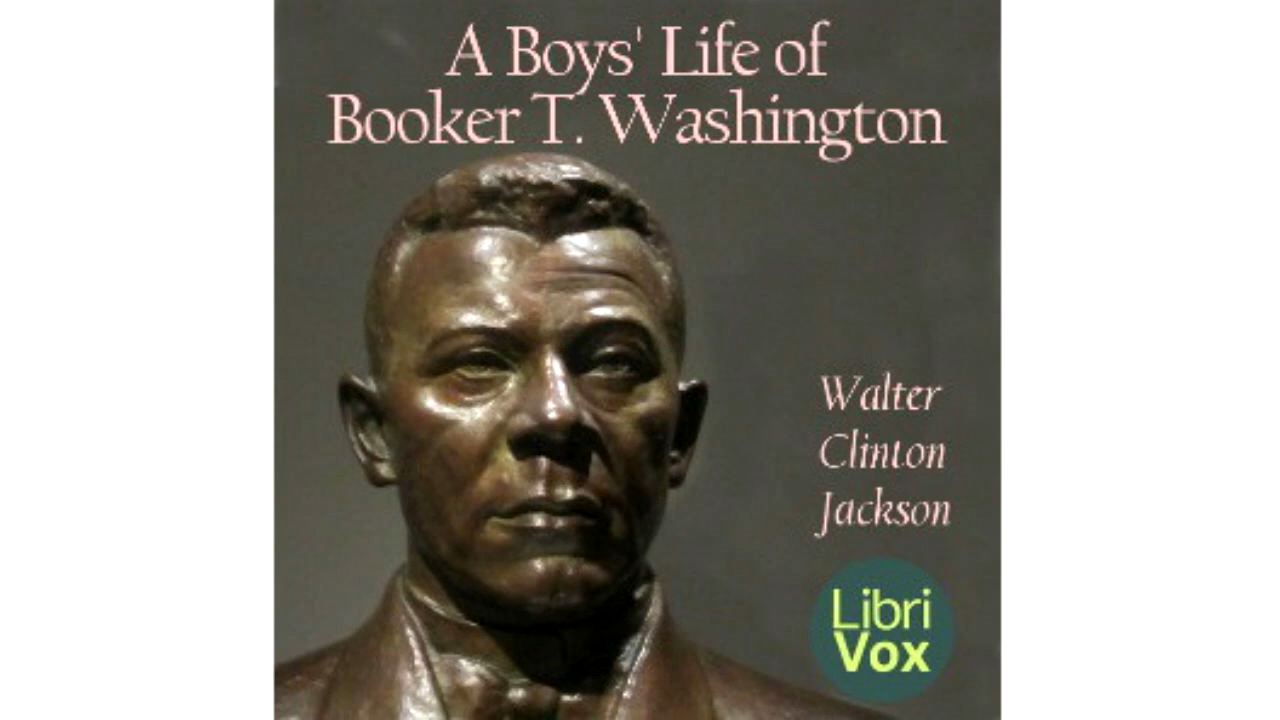 A Boys' Life of
Booker T. Washington
Walter
Clinton
Jackson
Libri
Vox